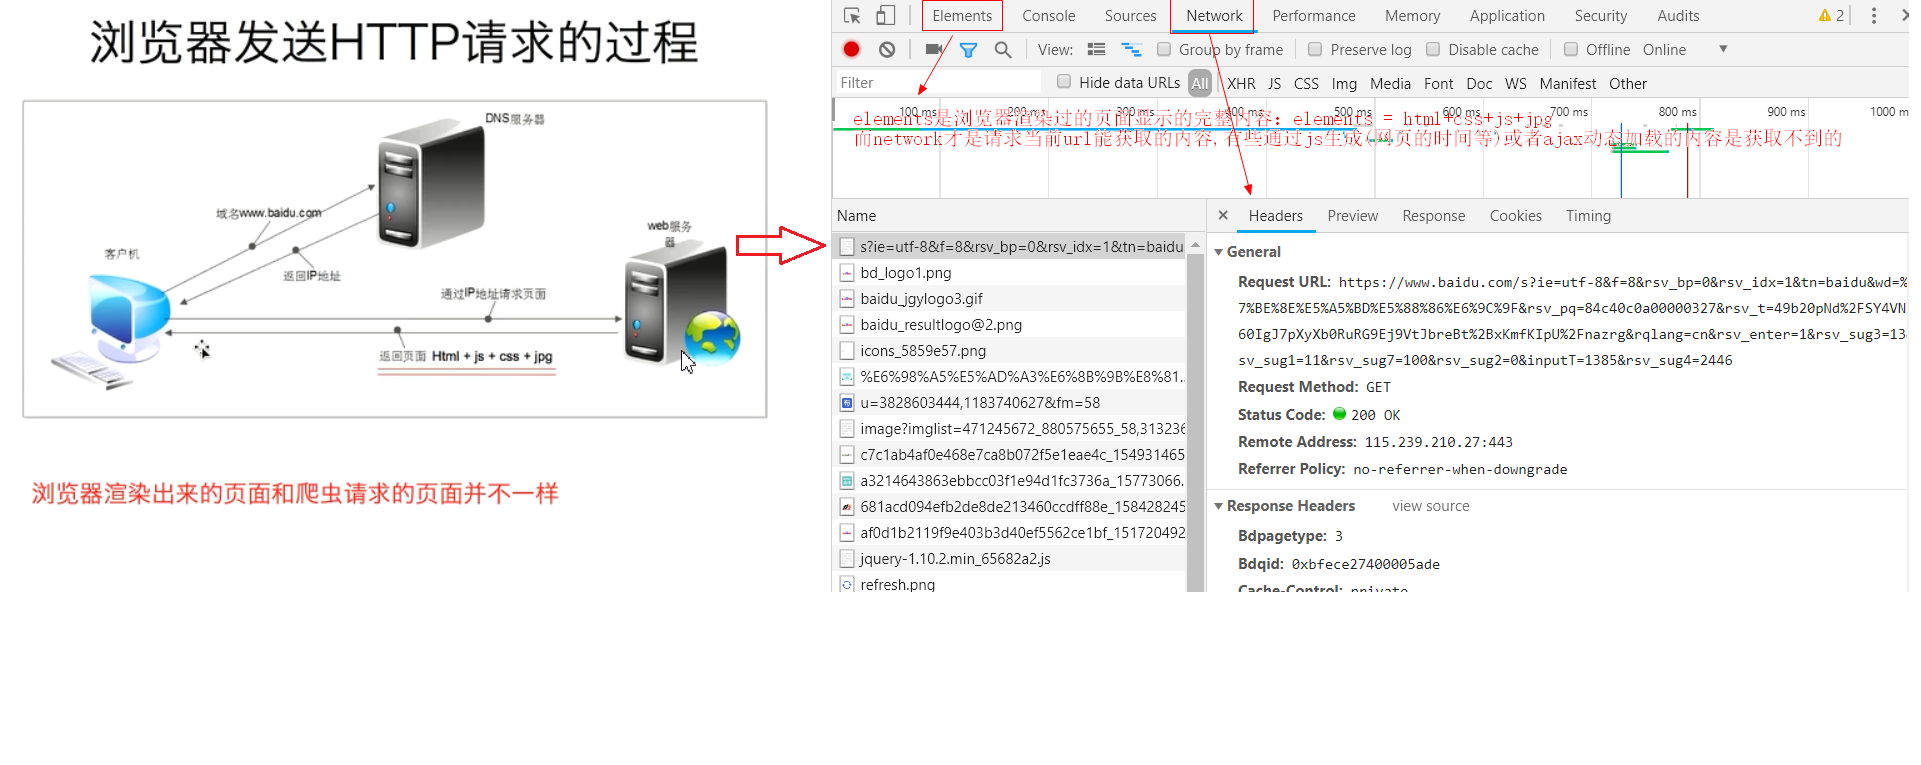 浏览器发送HTTP请求的过程
DNS服务器
域名www.baidu.com
web服务
器
客户机
返回IP地址
通过IP地址请求页面
返回页面 Html + js + css + jpg
浏览器渲染出来的页面和爬虫请求的页面并不一样
Elements Console Sources Network Performance Memory Application Security Audits 2
View: Group by frame Preserve log Disable cache Offline Online
Filter Hide data URLs All XHR JS CSS Img Media Font Doc WS Manifest Other
100 ms 200 ms 300 ms 400 ms 500 ms 600 ms 700 ms 800 ms 900 ms 1000 m
elements是浏览器渲染过的页面显示的完整内容: elements = html+css+js+jpg
而network才是请求当前url能获取的内容,有些通过js生成(网页的时间等)或者ajax动态加载的内容是获取不到的
Name
s?ie=utf-8&f=8&rsv_bp=0&rsv_idx=1&tn=baidu
bd_logo1.png
baidu_jgylogo3.gif
baidu_resultlogo@2.png
icons_5859e57.png
%E6%98%A5%E5%AD%A3%E6%8B%9B%E8%81..
u=3828603444,1183740627&fm=58
image?imglist=471245672_880575655_58,313236
c7c1ab4af0e468e7ca8b072f5e1eae4c_154931465
a3214643863ebbcc03f1e94d1fc3736a_15773066.
681acd094efb2de8de213460ccdff88e_158428245
af0d1b2119f9e403b3d40ef5562ce1bf_151720492
jquery-1.10.2.min_65682a2.js
refresh.png
Headers Preview Response Cookies Timing
General
Request URL: https://www.baidu.com/s?ie=utf-8&f=8&rsv_bp=0&rsv_idx=1&tn=baidu&wd=%
7%BE%8E%E5%A5%BD%E5%88%86%E6%9C%9F&rsv_pq=84c40c0a00000327&rsv_t=49b20pNd%2FSY4VN
60IgJ7pXyXb0RuRG9Ej9VtJbreBt%2BxKmfKIpU%2Fnazrg&rqlang=cn&rsv_enter=1&rsv_sug3=13
sv_sug1=11&rsv_sug7=100&rsv_sug2=0&inputT=1385&rsv_sug4=2446
Request Method: GET
Status Code: 200 OK
Remote Address: 115.239.210.27:443
Referrer Policy: no-referrer-when-downgrade
Response Headers view source
Bdpagetype: 3
Bdqid: 0xbfece27400005ade
Cache-Control: private